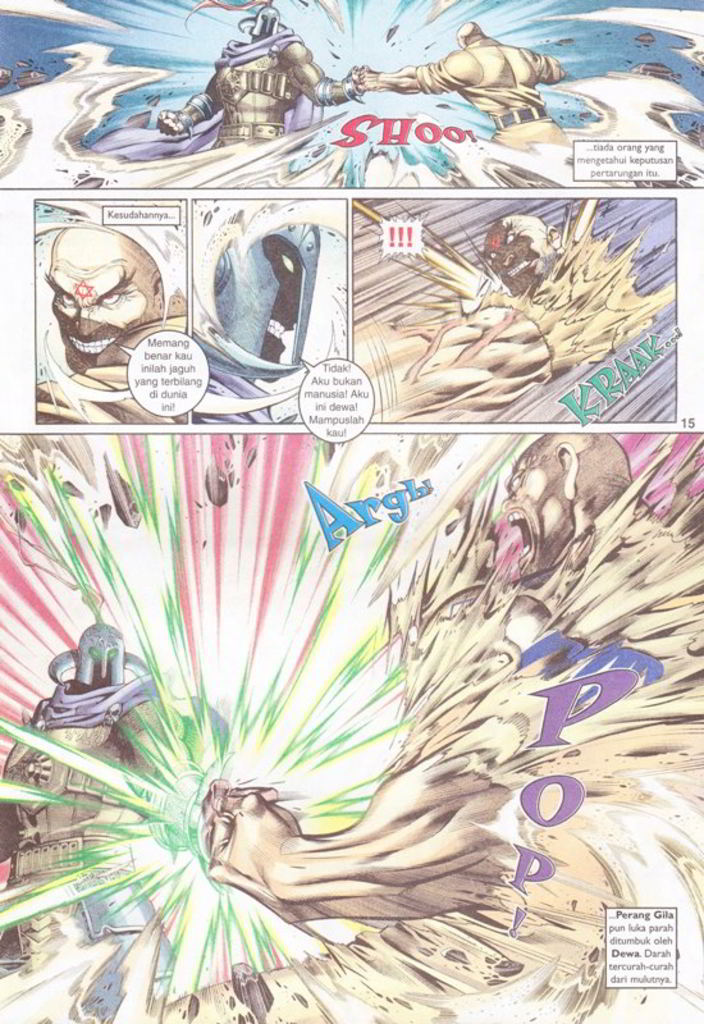 SHOO!
...tiada orang yang
mengetahui keputusan
pertarungan itu.
Kesudahannya...
Memang
benar kau
inilah jaguh
yang terbilang
di dunia
ini!
Tidak!
Aku bukan
manusia! Aku
ini dewa!
Mampuslah
kau!
!!!
KRAAK...!
15
Argh!
POP!
...Perang Gila
pun luka parah
ditumbuk oleh
Dewa. Darah
tercurah-curah
dari mulutnya.